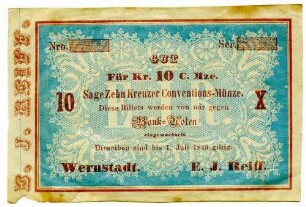 Nro.
Ser.
GUT
Für Kr. 10 C. Mze.
Sage Zehn Kreuzer Conventions-Münze.
10
X
Diese Billets werden von mir gegen
Bank-Noten
eingewechselt.
Dieselben sind bis 1. Juli 1849 giltig.
Wernstadt. E. J. Reiff.
E. J. REIFF.